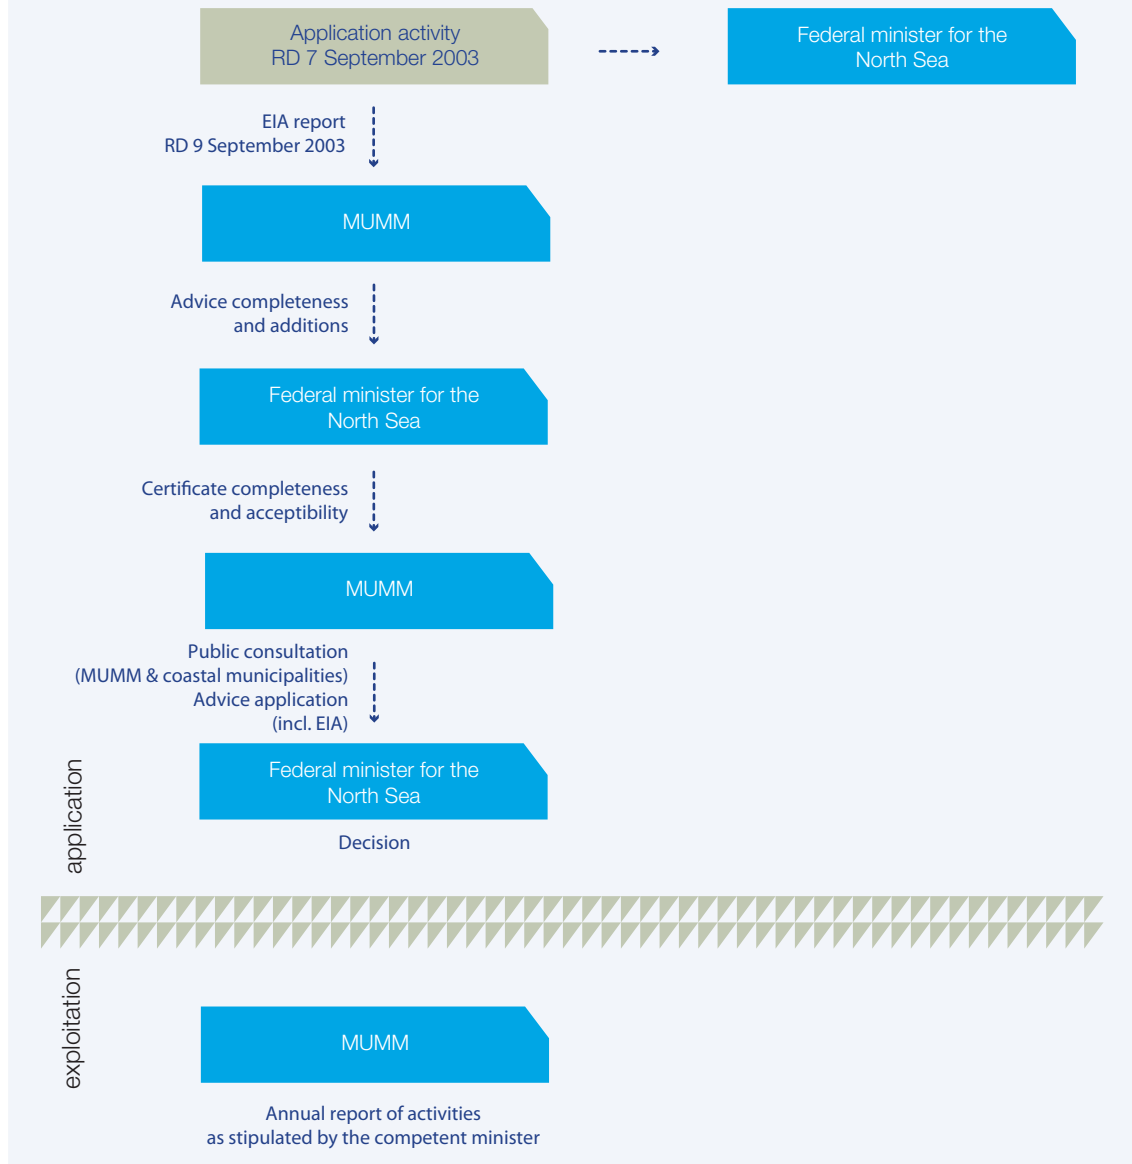 Application activity
RD 7 September 2003
Federal minister for the
North Sea
EIA report
RD 9 September 2003
MUMM
Advice completeness
and additions
Federal minister for the
North Sea
Certificate completeness
and acceptibility
MUMM
Public consultation
(MUMM & coastal municipalities)
Advice application
(incl. EIA)
Federal minister for the
North Sea
Decision
application
exploitation
MUMM
Annual report of activities
as stipulated by the competent minister